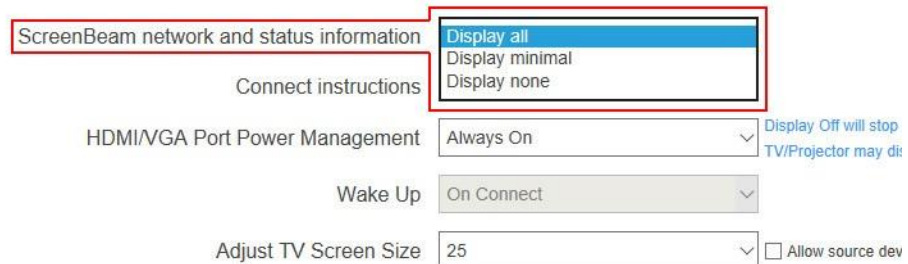 ScreenBeam network and status information
Display all
Display minimal
Display none
Connect instructions
HDMI/VGA Port Power Management
Always On
Display Off will stop
TV/Projector may
Wake Up
On Connect
Adjust TV Screen Size
25
Allow source